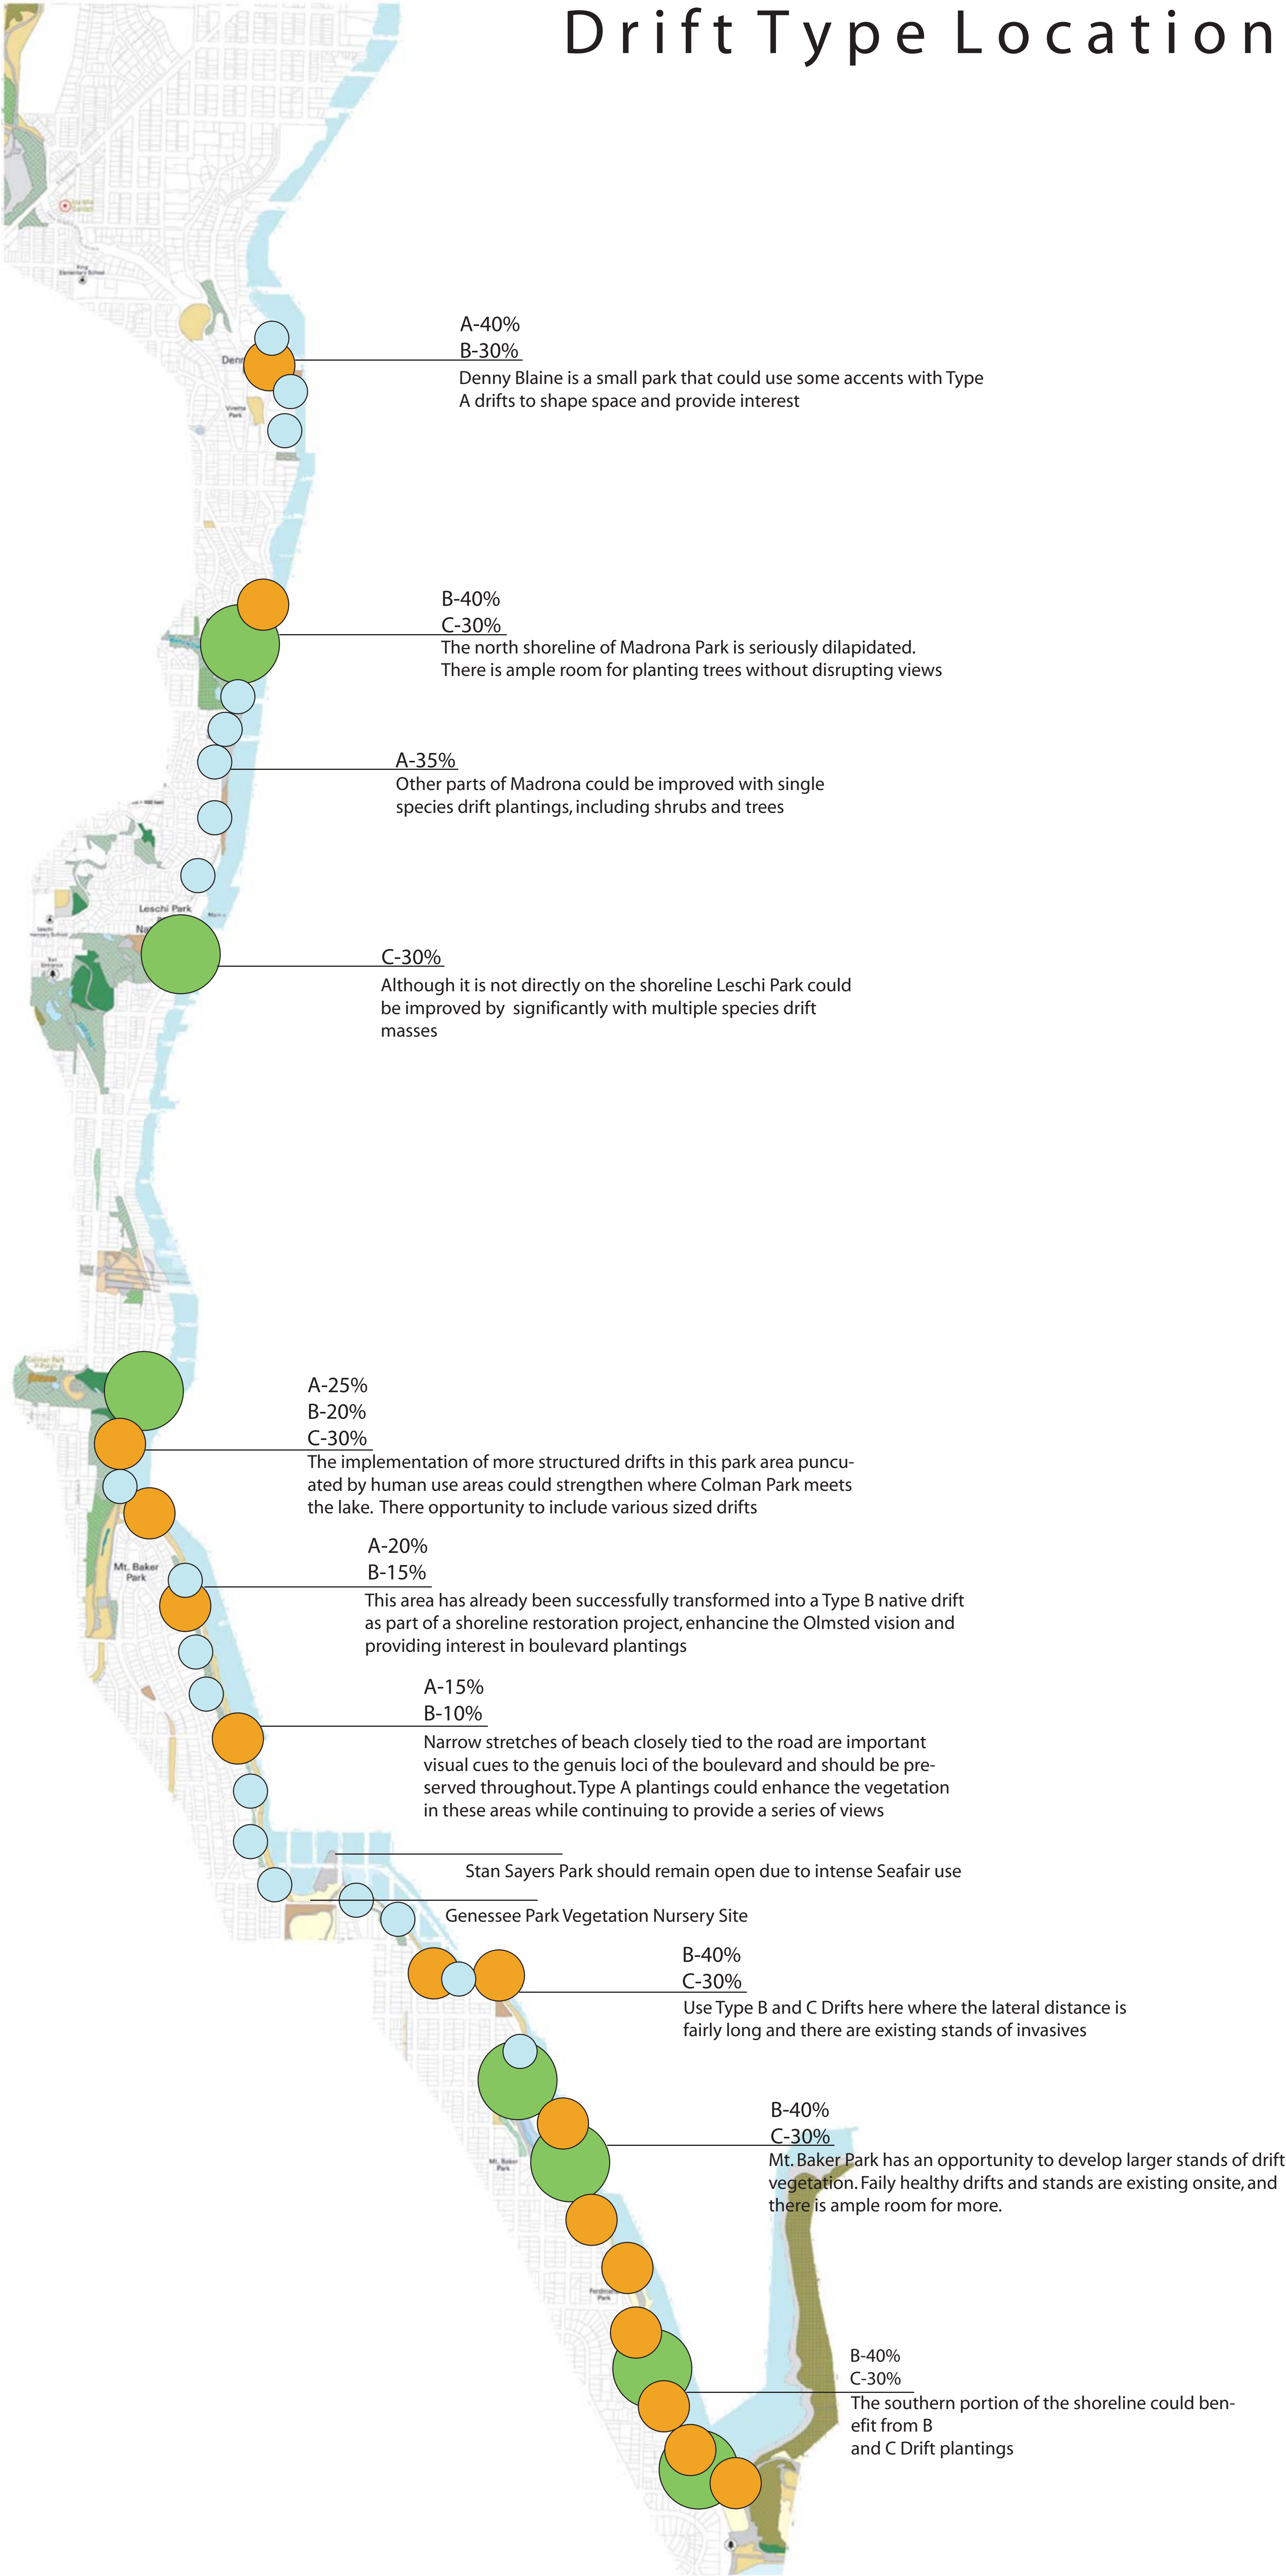 Drift Type Location
King
Elementary School
A-40%
B-30%
Denny Blaine is a small park that could use some accents with Type
A drifts to shape space and provide interest
Viretta
Park
B-40%
C-30%
The north shoreline of Madrona Park is seriously dilapidated.
There is ample room for planting trees without disrupting views
A-35%
Other parts of Madrona could be improved with single
species drift plantings, including shrubs and trees
Leschi Park
Leschi
C-30%
Although it is not directly on the shoreline Leschi Park could
be improved by significantly with multiple species drift
masses
Colman Park
A-25%
B-20%
C-30%
The implementation of more structured drifts in this park area puncu-
ated by human use areas could strengthen where Colman Park meets
the lake. There opportunity to include various sized drifts
Mt. Baker
Park
A-20%
B-15%
This area has already been successfully transformed into a Type B native drift
as part of a shoreline restoration project, enhancine the Olmsted vision and
providing interest in boulevard plantings
A-15%
B-10%
Narrow stretches of beach closely tied to the road are important
visual cues to the genuis loci of the boulevard and should be pre-
served throughout. Type A plantings could enhance the vegetation
in these areas while continuing to provide a series of views
Stan Sayers Park should remain open due to intense Seafair use
Genessee Park Vegetation Nursery Site
B-40%
C-30%
Use Type B and C Drifts here where the lateral distance is
fairly long and there are existing stands of invasives
Mt. Baker
Park
B-40%
C-30%
Mt. Baker Park has an opportunity to develop larger stands of drift
vegetation. Faily healthy drifts and stands are existing onsite, and
there is ample room for more.
Park
B-40%
C-30%
The southern portion of the shoreline could ben-
efit from B
and C Drift plantings